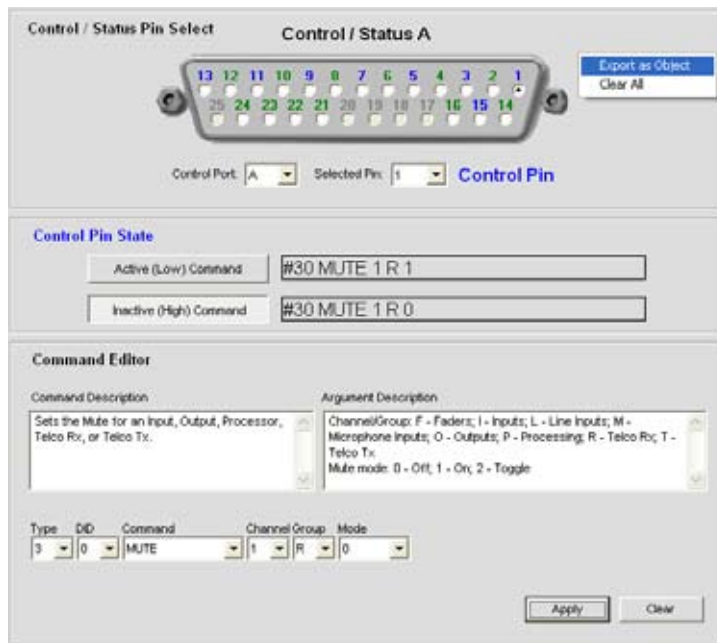 Control / Status Pin Select
Control / Status A
Export as Object
Clear All
13 12 11 10 9 8 7 6 5 4 3 2 1
25 24 23 22 21 20 19 18 17 16 15 14
Control Port: A Selected Pin: 1 Control Pin
Control Pin State
Active (Low) Command #30 MUTE 1 R 1
Inactive (High) Command #30 MUTE 1 R 0
Command Editor
Command Description Argument Description
Sets the Mute for an Input, Output, Processor,
Telco Rx, or Telco Tx.
Channel/Group: F - Faders; I - Inputs; L - Line Inputs; M -
Microphone Inputs; O - Outputs; P - Processing; R - Telco Rx; T -
Telco Tx
Mute mode: 0 - Off; 1 - On; 2 - Toggle
Type DID Command Channel Group Mode
3 0 MUTE 1 R 0
Apply Clear